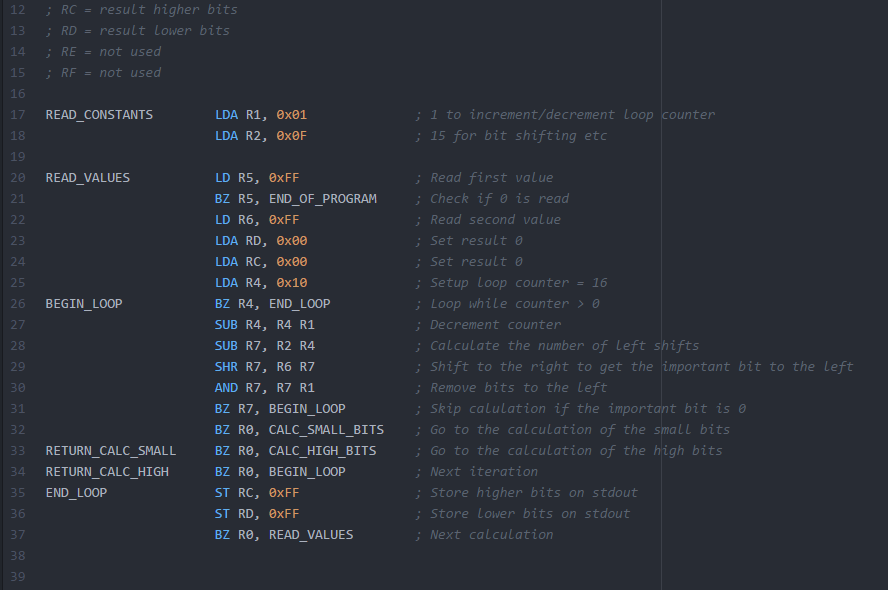 12 ; RC = result higher bits
13 ; RD = result lower bits
14 ; RE = not used
15 ; RF = not used
16
17 READ_CONSTANTS LDA R1, 0x01 ; 1 to increment/decrement loop counter
18 LDA R2, 0x0F ; 15 for bit shifting etc
19
20 READ_VALUES LD R5, 0xFF ; Read first value
21 BZ R5, END_OF_PROGRAM ; Check if 0 is read
22 LD R6, 0xFF ; Read second value
23 LDA RD, 0x00 ; Set result 0
24 LDA RC, 0x00 ; Set result 0
25 LDA R4, 0x10 ; Setup loop counter = 16
26 BEGIN_LOOP BZ R4, END_LOOP ; Loop while counter > 0
27 SUB R4, R4 R1 ; Decrement counter
28 SUB R7, R2 R4 ; Calculate the number of left shifts
29 SHR R7, R6 R7 ; Shift to the right to get the important bit to the left
30 AND R7, R7 R1 ; Remove bits to the left
31 BZ R7, BEGIN_LOOP ; Skip calulation if the important bit is 0
32 BZ R0, CALC_SMALL_BITS ; Go to the calculation of the small bits
33 RETURN_CALC_SMALL BZ R0, CALC_HIGH_BITS ; Go to the calculation of the high bits
34 RETURN_CALC_HIGH BZ R0, BEGIN_LOOP ; Next iteration
35 END_LOOP ST RC, 0xFF ; Store higher bits on stdout
36 ST RD, 0xFF ; Store lower bits on stdout
37 BZ R0, READ_VALUES ; Next calculation
38
39